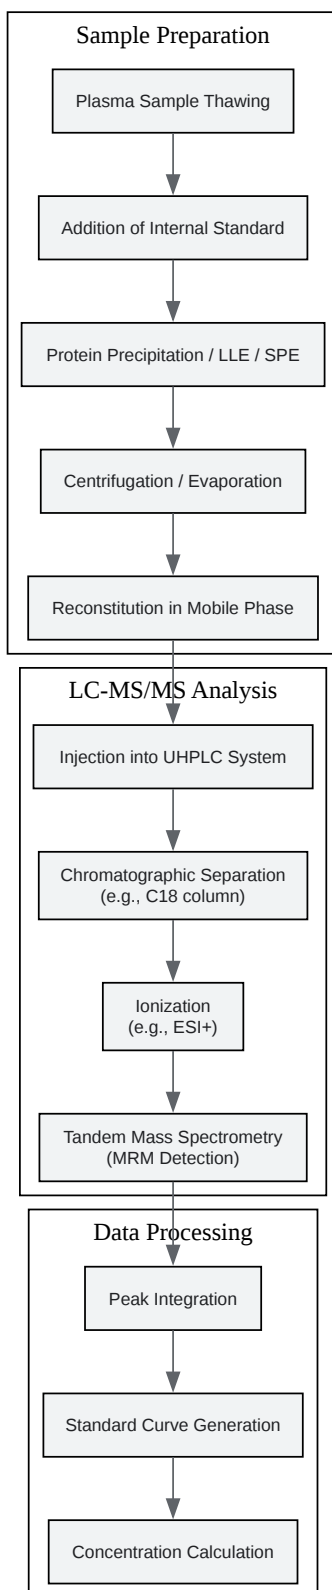 Sample Preparation
Plasma Sample Thawing
Addition of Internal Standard
Protein Precipitation / LLE / SPE
Centrifugation / Evaporation
Reconstitution in Mobile Phase
LC-MS/MS Analysis
Injection into UHPLC System
Chromatographic Separation
(e.g., C18 column)
Ionization
(e.g., ESI+)
Tandem Mass Spectrometry
(MRM Detection)
Data Processing
Peak Integration
Standard Curve Generation
Concentration Calculation